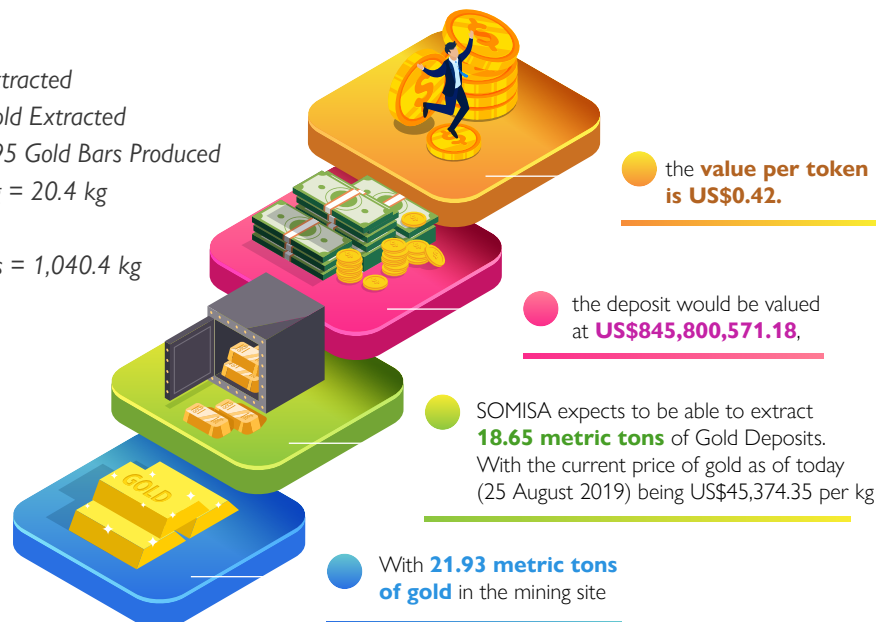 Gold Extracted
95 Gold Bars Produced
= 20.4 kg
= 1,040.4 kg
GOLD
the value per token
is US$0.42.
the deposit would be valued
at US$845,800,571.18,
SOMISA expects to be able to extract
18.65 metric tons of Gold Deposits.
With the current price of gold as of today
(25 August 2019) being US$45,374.35 per kg
With 21.93 metric tons
of gold in the mining site